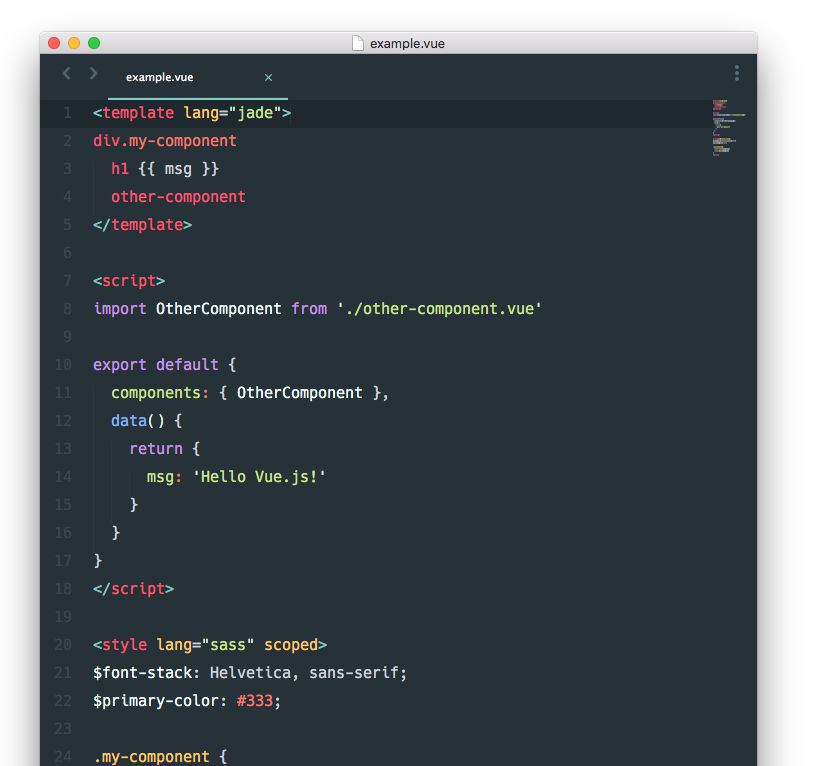 example.vue
example.vue ×
1 <template lang="jade">
2 div.my-component
3   h1 {{ msg }}
4   other-component
5 </template>
6
7 <script>
8 import OtherComponent from './other-component.vue'
9
10 export default {
11   components: { OtherComponent },
12   data() {
13     return {
14       msg: 'Hello Vue.js!'
15     }
16   }
17 }
18 </script>
19
20 <style lang="sass" scoped>
21 $font-stack: Helvetica, sans-serif;
22 $primary-color: #333;
23
24 .my-component {